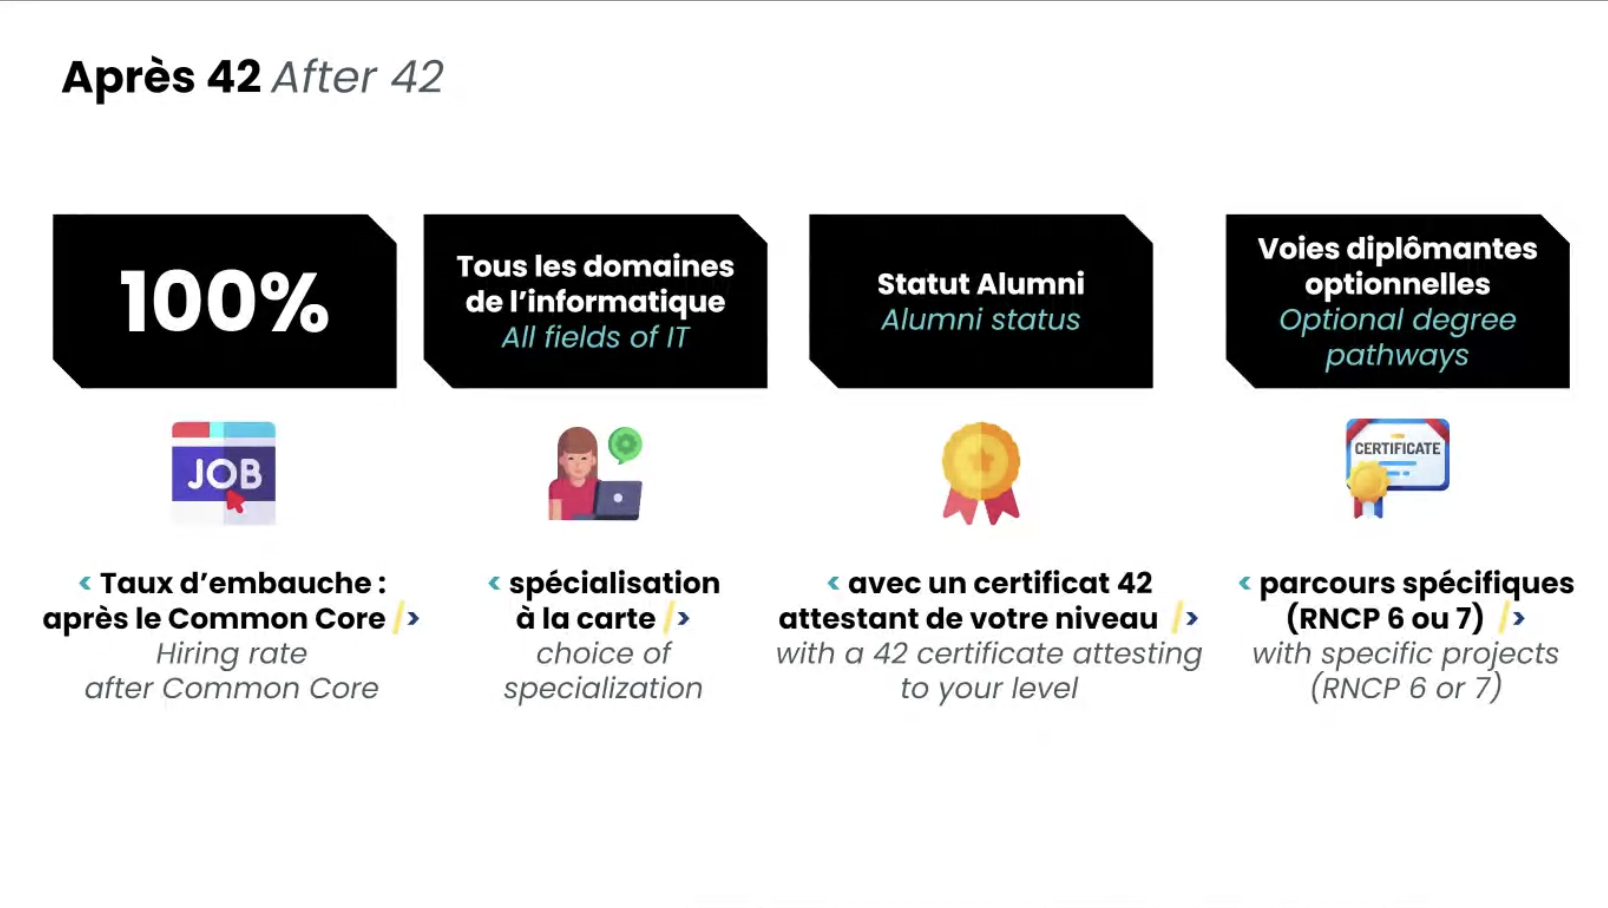 Après 42 After 42
100%
Tous les domaines
de l'informatique
All fields of IT
Statut Alumni
Alumni status
Voies diplômantes
optionnelles
Optional degree
pathways
JOB
CERTIFICATE
< Taux d'embauche :
après le Common Core />
Hiring rate
after Common Core
< spécialisation
à la carte />
choice of
specialization
< avec un certificat 42
attestant de votre niveau />
with a 42 certificate attesting
to your level
< parcours spécifiques
(RNCP 6 ou 7) />
with specific projects
(RNCP 6 or 7)